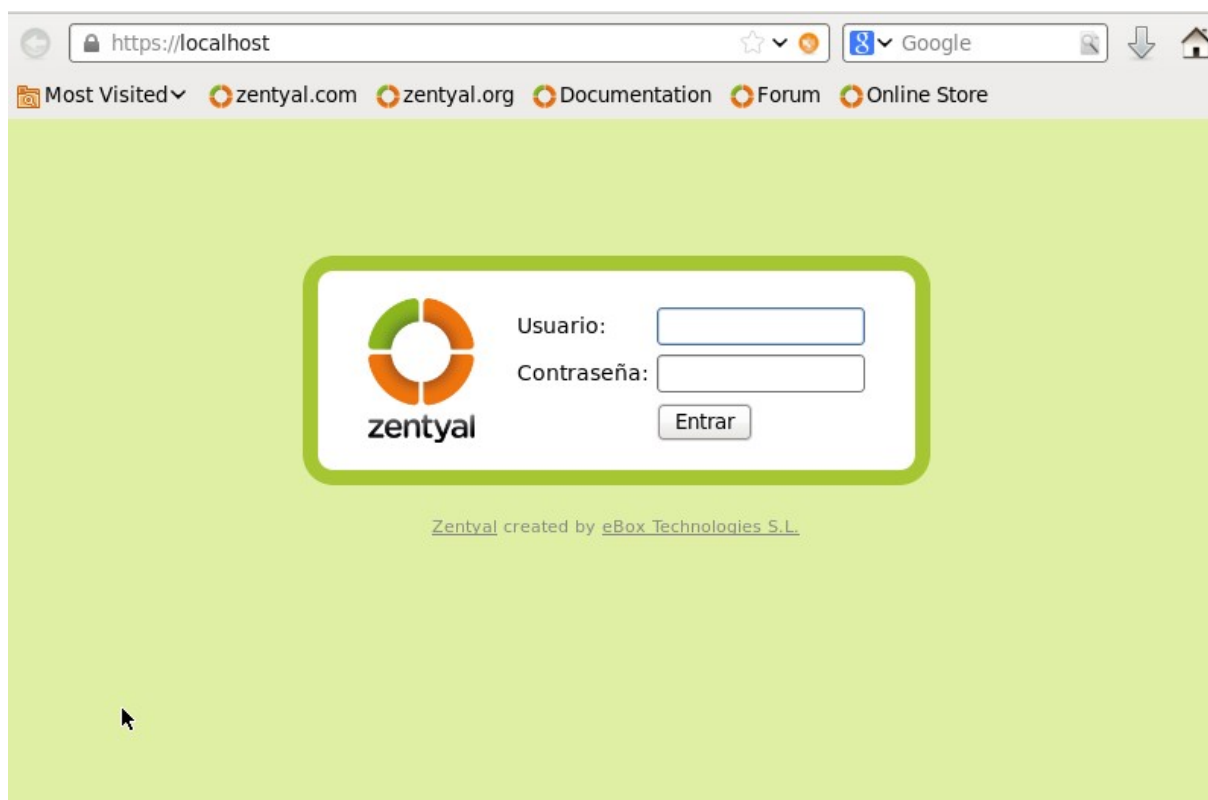 https://localhost
Google
Most Visited zentyal.com zentyal.org Documentation Forum Online Store
Usuario:
Contraseña:
Entrar
zentyal
Zentyal created by eBox Technologies S.L.